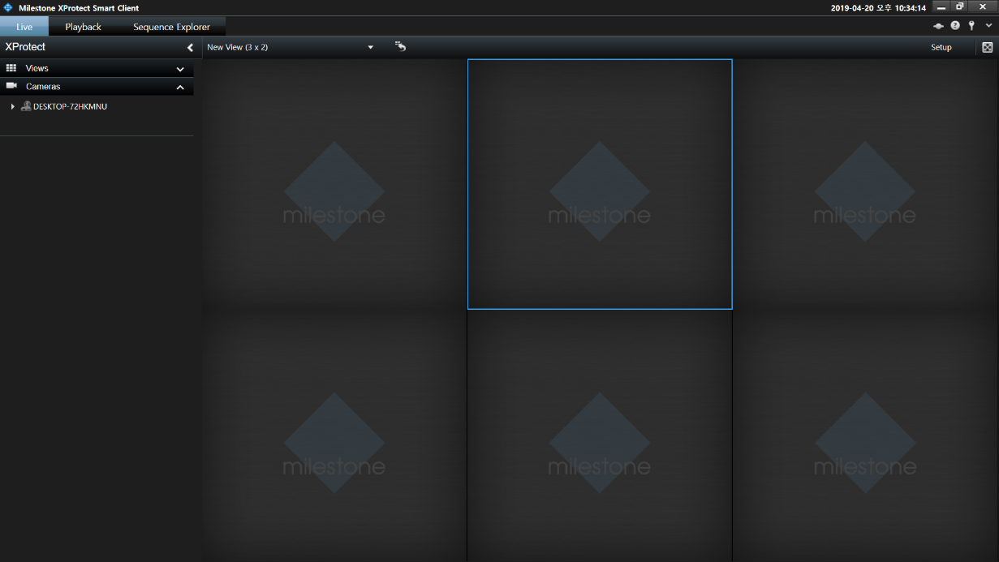 Milestone XProtect Smart Client
2019-04-20 오후 10:34:14
Live Playback Sequence Explorer
XProtect
New View (3 x 2)
Setup
Views
Cameras
DESKTOP-72HKMNU
milestone milestone milestone
milestone milestone milestone